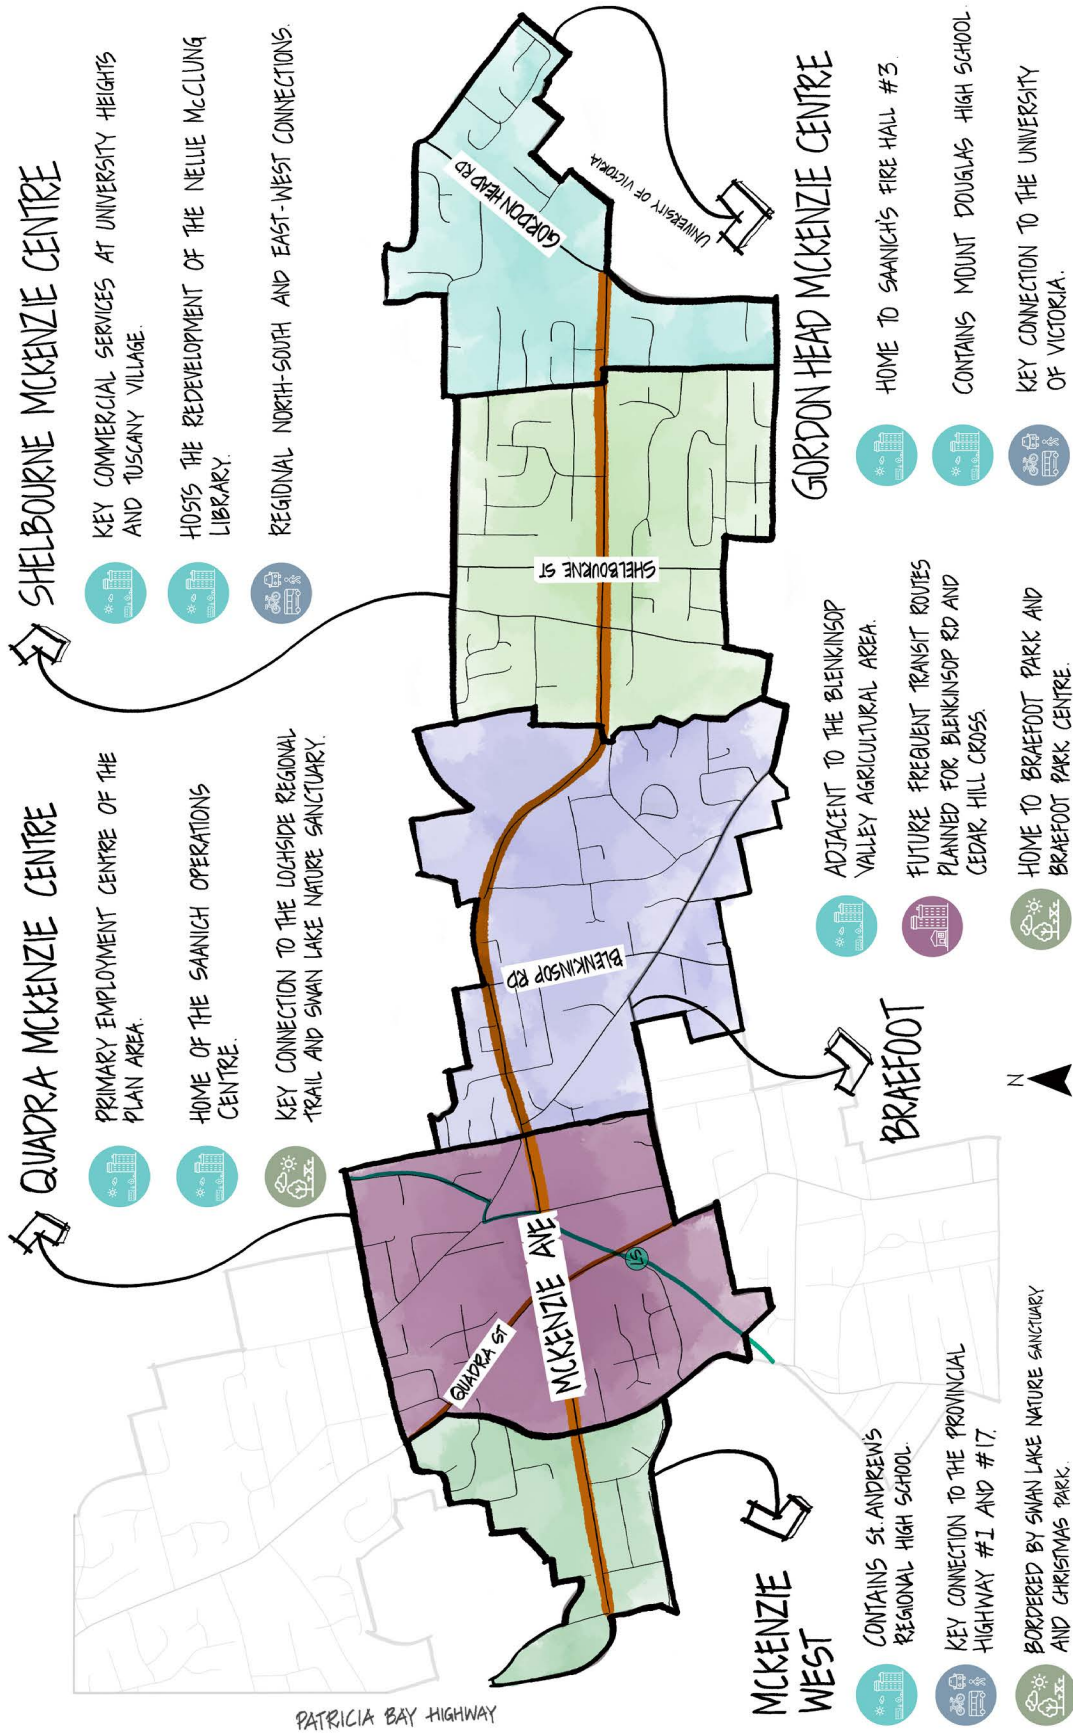 QUADRA MCKENZIE CENTRE
PRIMARY EMPLOYMENT CENTRE OF THE
PLAN AREA.
HOME OF THE SAANICH OPERATIONS
CENTRE.
KEY CONNECTION TO THE LOCHSIDE REGIONAL
TRAIL AND SWAN LAKE NATURE SANCTUARY.
SHELBOURNE MCKENZIE CENTRE
KEY COMMERCIAL SERVICES AT UNIVERSITY HEIGHTS
AND TUSCANY VILLAGE.
HOSTS THE REDEVELOPMENT OF THE NELLIE McCLUNG
LIBRARY.
REGIONAL NORTH-SOUTH AND EAST-WEST CONNECTIONS.
PATRICIA BAY HIGHWAY
QUADRA ST
MCKENZIE AVE
LS
BLENKINSOP RD
SHELBOURNE ST
GORDON HEAD RD
UNIVERSITY OF VICTORIA
MCKENZIE
WEST
CONTAINS St. ANDREW'S
REGIONAL HIGH SCHOOL.
KEY CONNECTION TO THE PROVINCIAL
HIGHWAY #1 AND #17.
BORDERED BY SWAN LAKE NATURE SANCTUARY
AND CHRISTMAS PARK.
N
BRAEFOOT
ADJACENT TO THE BLENKINSOP
VALLEY AGRICULTURAL AREA.
FUTURE FREQUENT TRANSIT ROUTES
PLANNED FOR BLENKINSOP RD AND
CEDAR HILL CROSS.
HOME TO BRAEFOOT PARK AND
BRAEFOOT PARK CENTRE.
GORDON HEAD MCKENZIE CENTRE
HOME TO SAANICH'S FIRE HALL #3.
CONTAINS MOUNT DOUGLAS HIGH SCHOOL.
KEY CONNECTION TO THE UNIVERSITY
OF VICTORIA.